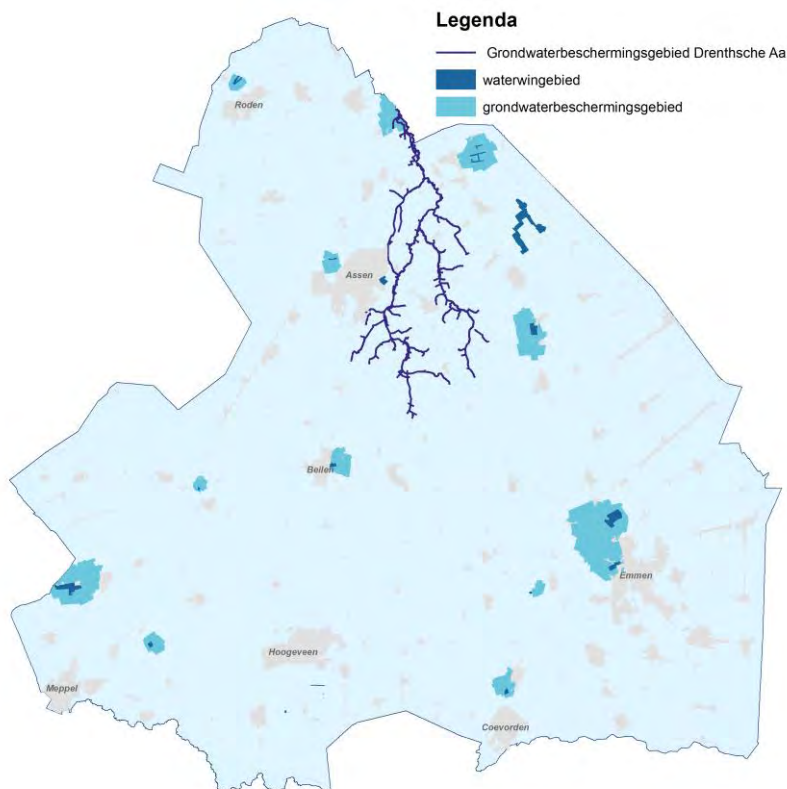 Legenda
Grondwaterbeschermingsgebied Drenthsche Aa
waterwingebied
grondwaterbeschermingsgebied
Roden
Assen
Beilen
Emmen
Hoogeveen
Meppel
Coevorden